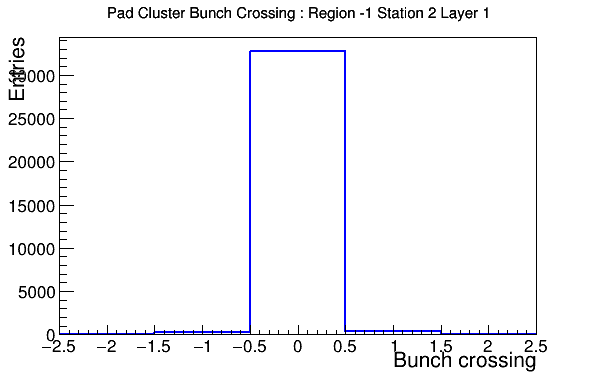 Pad Cluster Bunch Crossing : Region -1 Station 2 Layer 1
Entries
30000
25000
20000
15000
10000
5000
0
−2.5 −2 −1.5 −1 −0.5 0 0.5 1 1.5 2 2.5
Bunch crossing